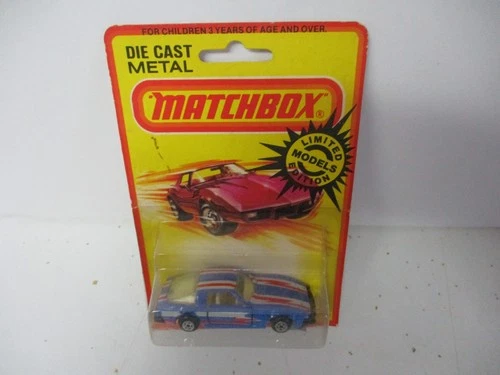 FOR CHILDREN 3 YEARS OF AGE AND OVER.
DIE CAST
METAL
MATCHBOX®
LIMITED
MODELS
EDITION